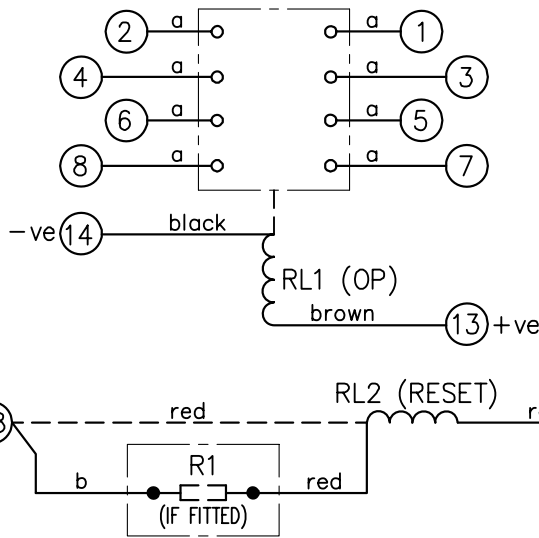 2 a a 1
4 a a 3
6 a a 5
8 a a 7
-ve 14 black
RL1 (OP)
brown 13 +ve
RL2 (RESET)
red
R1
b red
(IF FITTED)